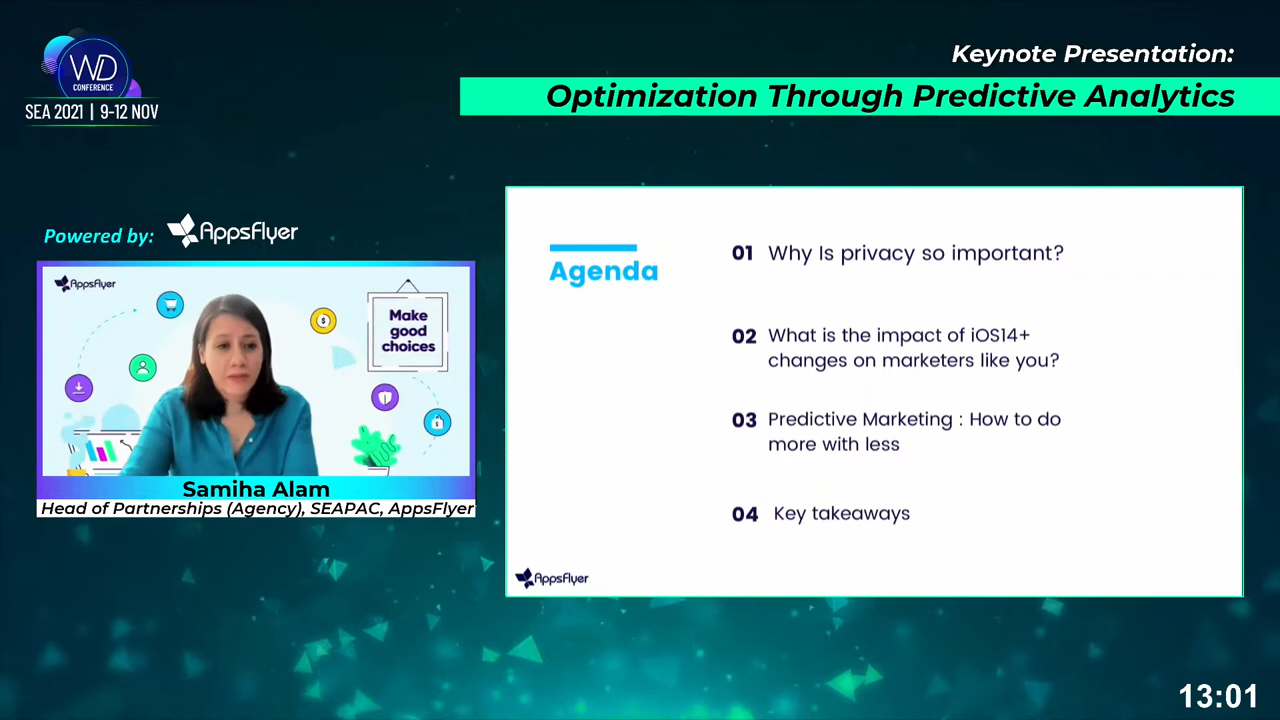 WD
CONFERENCE
SEA 2021 | 9-12 NOV
Keynote Presentation:
Optimization Through Predictive Analytics
Powered by: AppsFlyer
AppsFlyer
Make
good
choices
Samiha Alam
Head of Partnerships (Agency), SEAPAC, AppsFlyer
Agenda
01 Why Is privacy so important?
02 What is the impact of iOS14+
changes on marketers like you?
03 Predictive Marketing : How to do
more with less
04 Key takeaways
AppsFlyer
13:01